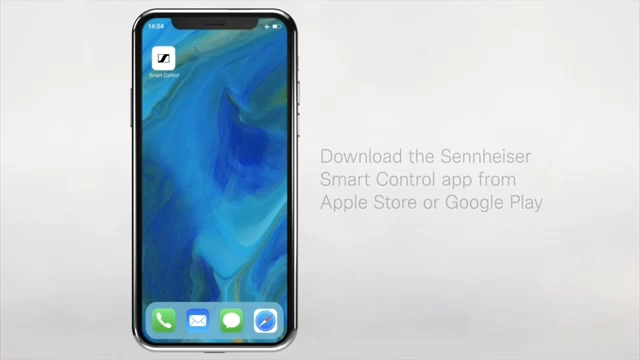 14:54
Smart Control
Download the Sennheiser
Smart Control app from
Apple Store or Google Play